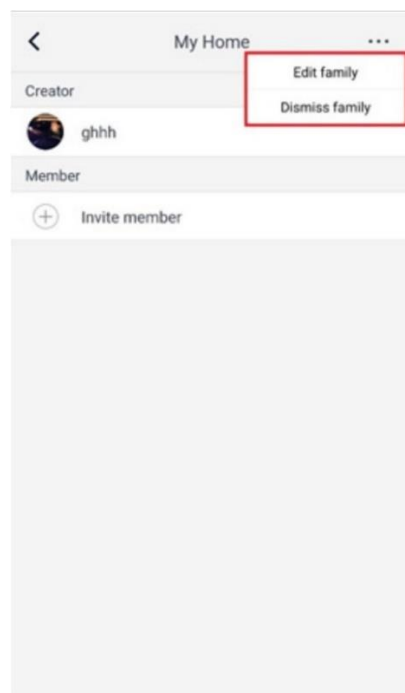 My Home
Edit family
Dismiss family
Creator
ghhh
Member
Invite member